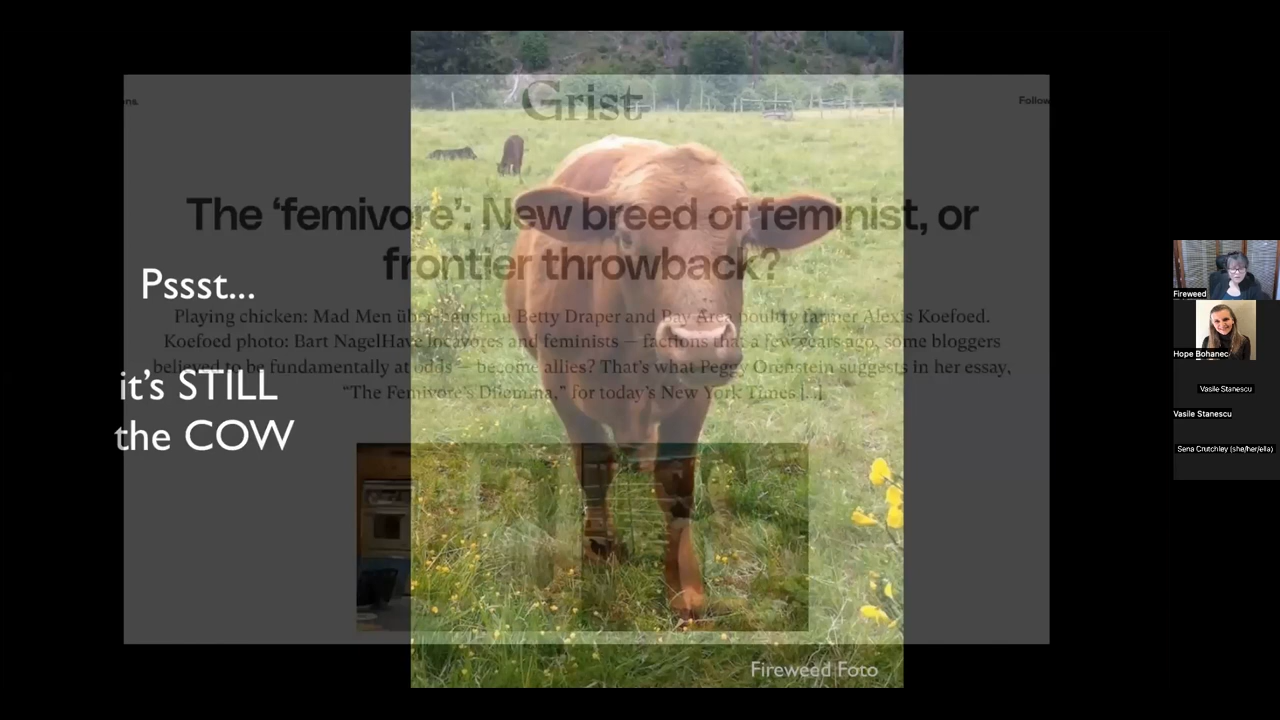 ns.
Grist
Follow
The ‘femivore’: New breed of feminist, or
frontier throwback?
Playing chicken: Mad Men über-hausfrau Betty Draper and Bay Area poultry farmer Alexis Koefoed.
Koefoed photo: Bart NagelHave locavores and feminists — factions that a few years ago, some bloggers
believed to be fundamentally at odds — become allies? That’s what Peggy Orenstein suggests in her essay,
“The Femivore’s Dilemma,” for today’s New York Times [...]
Pssst...
it’s STILL
the COW
Fireweed Foto
Fireweed
Hope Bohanec
Vasile Stanescu
Vasile Stanescu
Sena Crutchley (she/her/ella)